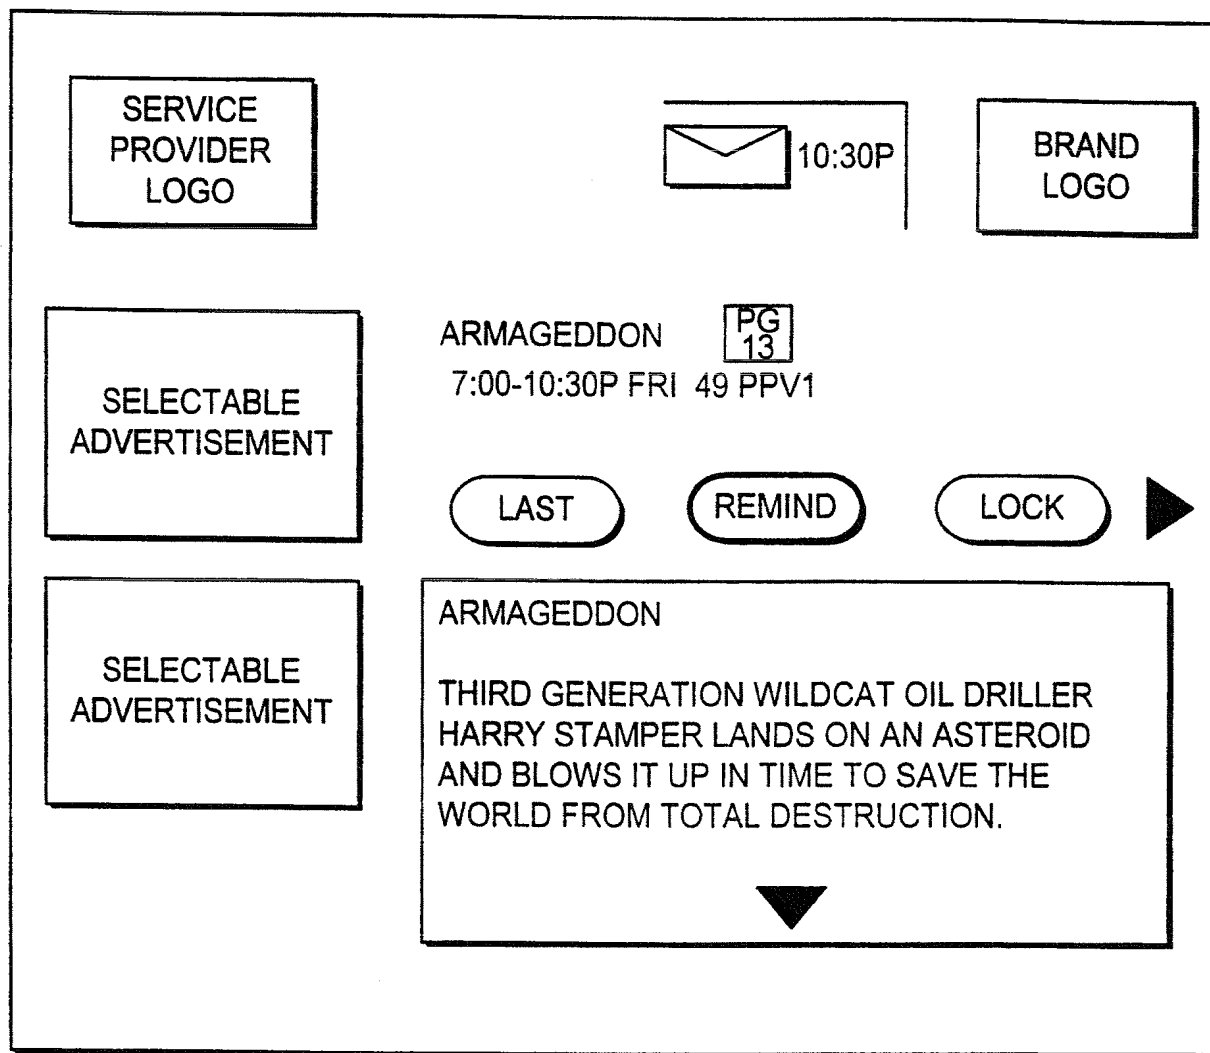 SERVICE
PROVIDER
LOGO
10:30P
BRAND
LOGO
SELECTABLE
ADVERTISEMENT
ARMAGEDDON
PG
13
7:00-10:30P FRI 49 PPV1
LAST
REMIND
LOCK
SELECTABLE
ADVERTISEMENT
ARMAGEDDON
THIRD GENERATION WILDCAT OIL DRILLER
HARRY STAMPER LANDS ON AN ASTEROID
AND BLOWS IT UP IN TIME TO SAVE THE
WORLD FROM TOTAL DESTRUCTION.